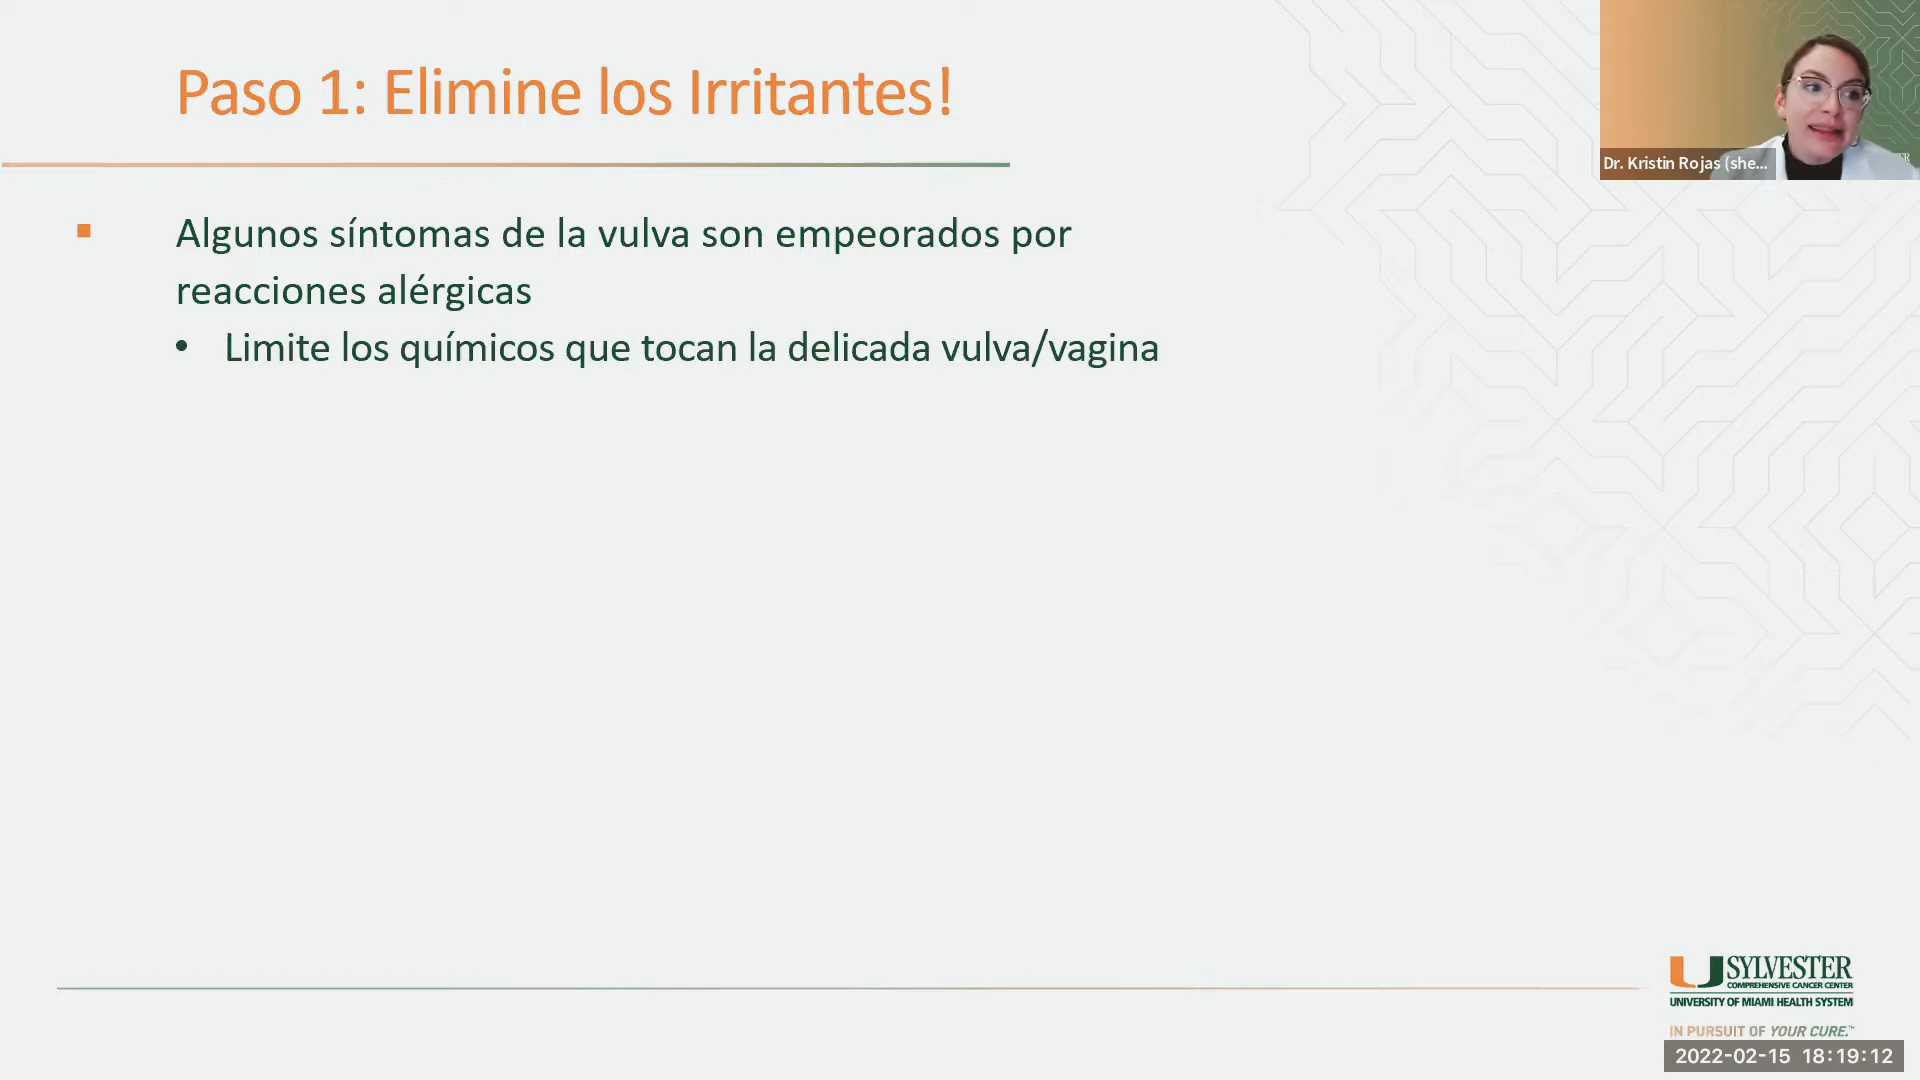 Paso 1: Elimine los Irritantes!
Dr. Kristin Rojas (she...
Algunos síntomas de la vulva son empeorados por
reacciones alérgicas
Limite los químicos que tocan la delicada vulva/vagina
SYLVESTER
COMPREHENSIVE CANCER CENTER
UNIVERSITY OF MIAMI HEALTH SYSTEM
IN PURSUIT OF YOUR CURE.™
2022-02-15 18:19:12